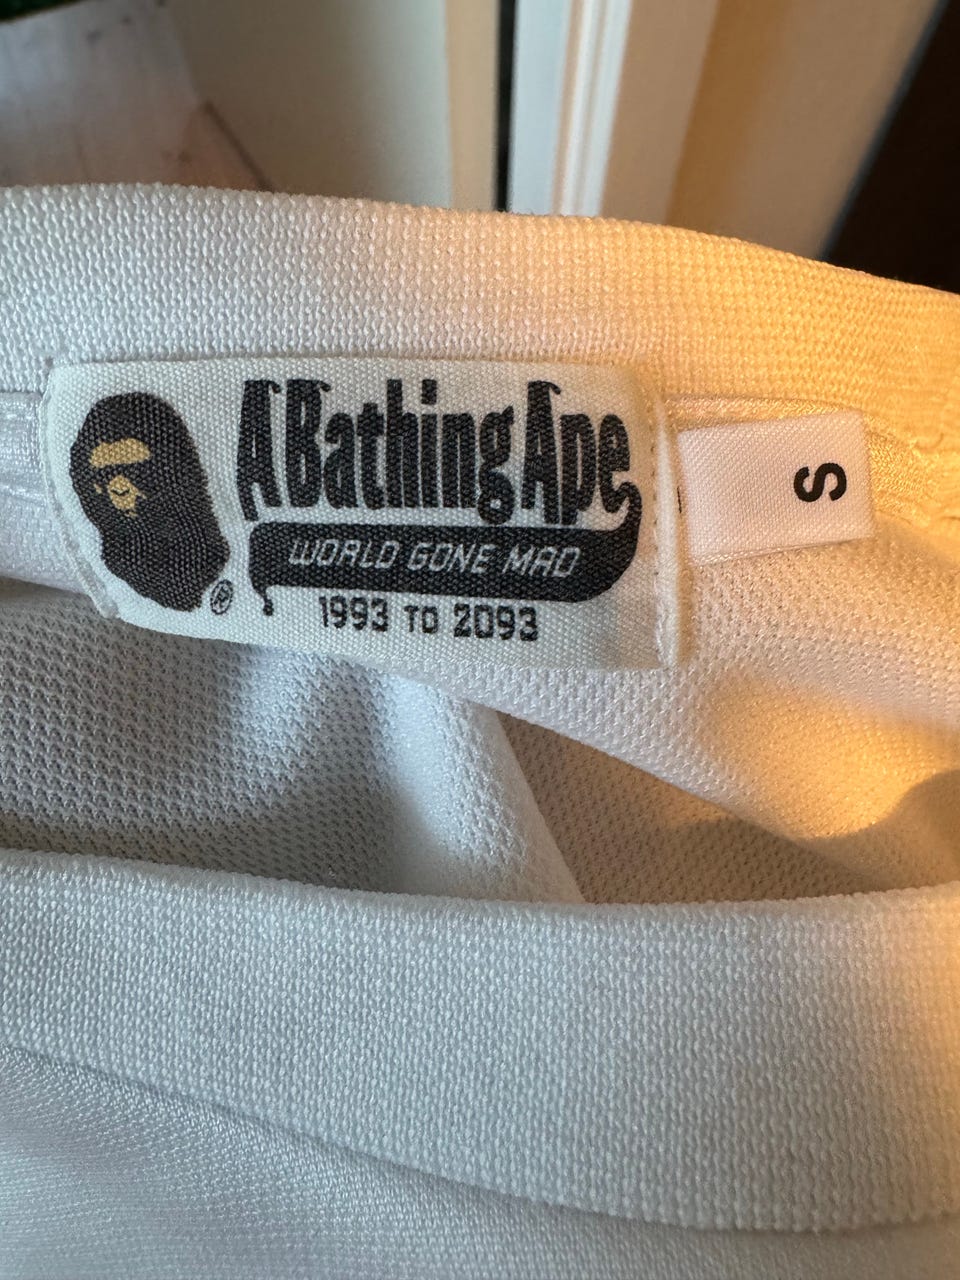 A Bathing Ape
®
WORLD GONE MAD
1993 TO 2093
S